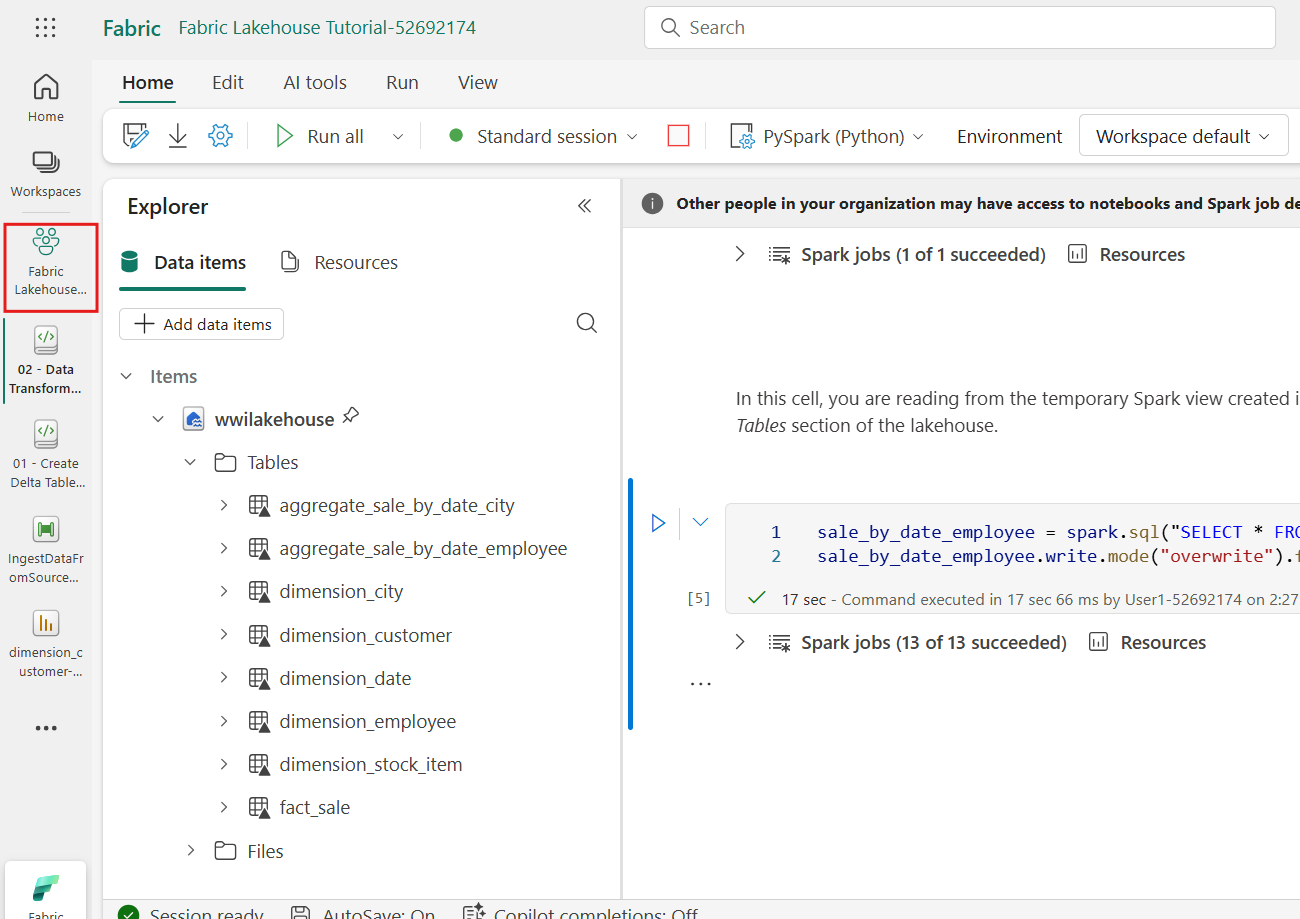 Fabric Fabric Lakehouse Tutorial-52692174 Search
Home Edit AI tools Run View
Run all Standard session PySpark (Python) Environment Workspace default
Home
Workspaces
Fabric
Lakehouse...
02 - Data
Transform...
01 - Create
Delta Table...
IngestDataFr
omSource...
dimension_c
ustomer-...
...
Fabric
Explorer
Data items Resources
Add data items
Items
wwilakehouse
Tables
aggregate_sale_by_date_city
aggregate_sale_by_date_employee
dimension_city
dimension_customer
dimension_date
dimension_employee
dimension_stock_item
fact_sale
Files
Other people in your organization may have access to notebooks and Spark job de
Spark jobs (1 of 1 succeeded) Resources
In this cell, you are reading from the temporary Spark view created i
Tables section of the lakehouse.
1 sale_by_date_employee = spark.sql("SELECT * FRO
2 sale_by_date_employee.write.mode("overwrite").f
[5] 17 sec - Command executed in 17 sec 66 ms by User1-52692174 on 2:27
Spark jobs (13 of 13 succeeded) Resources
...
Session ready AutoSave: On Copilot completions: Off